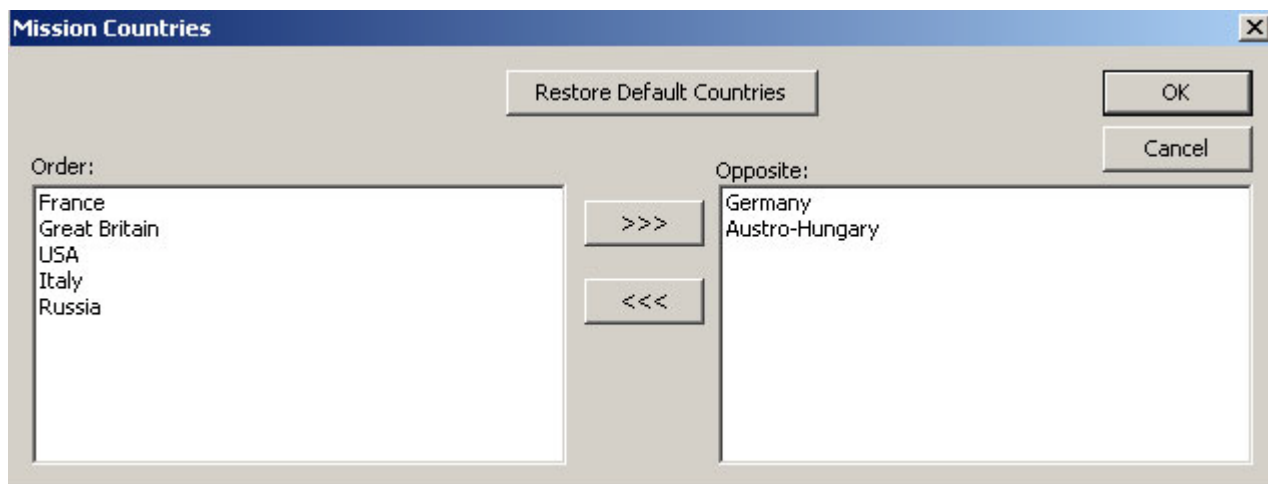 Mission Countries
Restore Default Countries
OK
Cancel
Order:
France
Great Britain
USA
Italy
Russia
>>>
<<<
Opposite:
Germany
Austro-Hungary